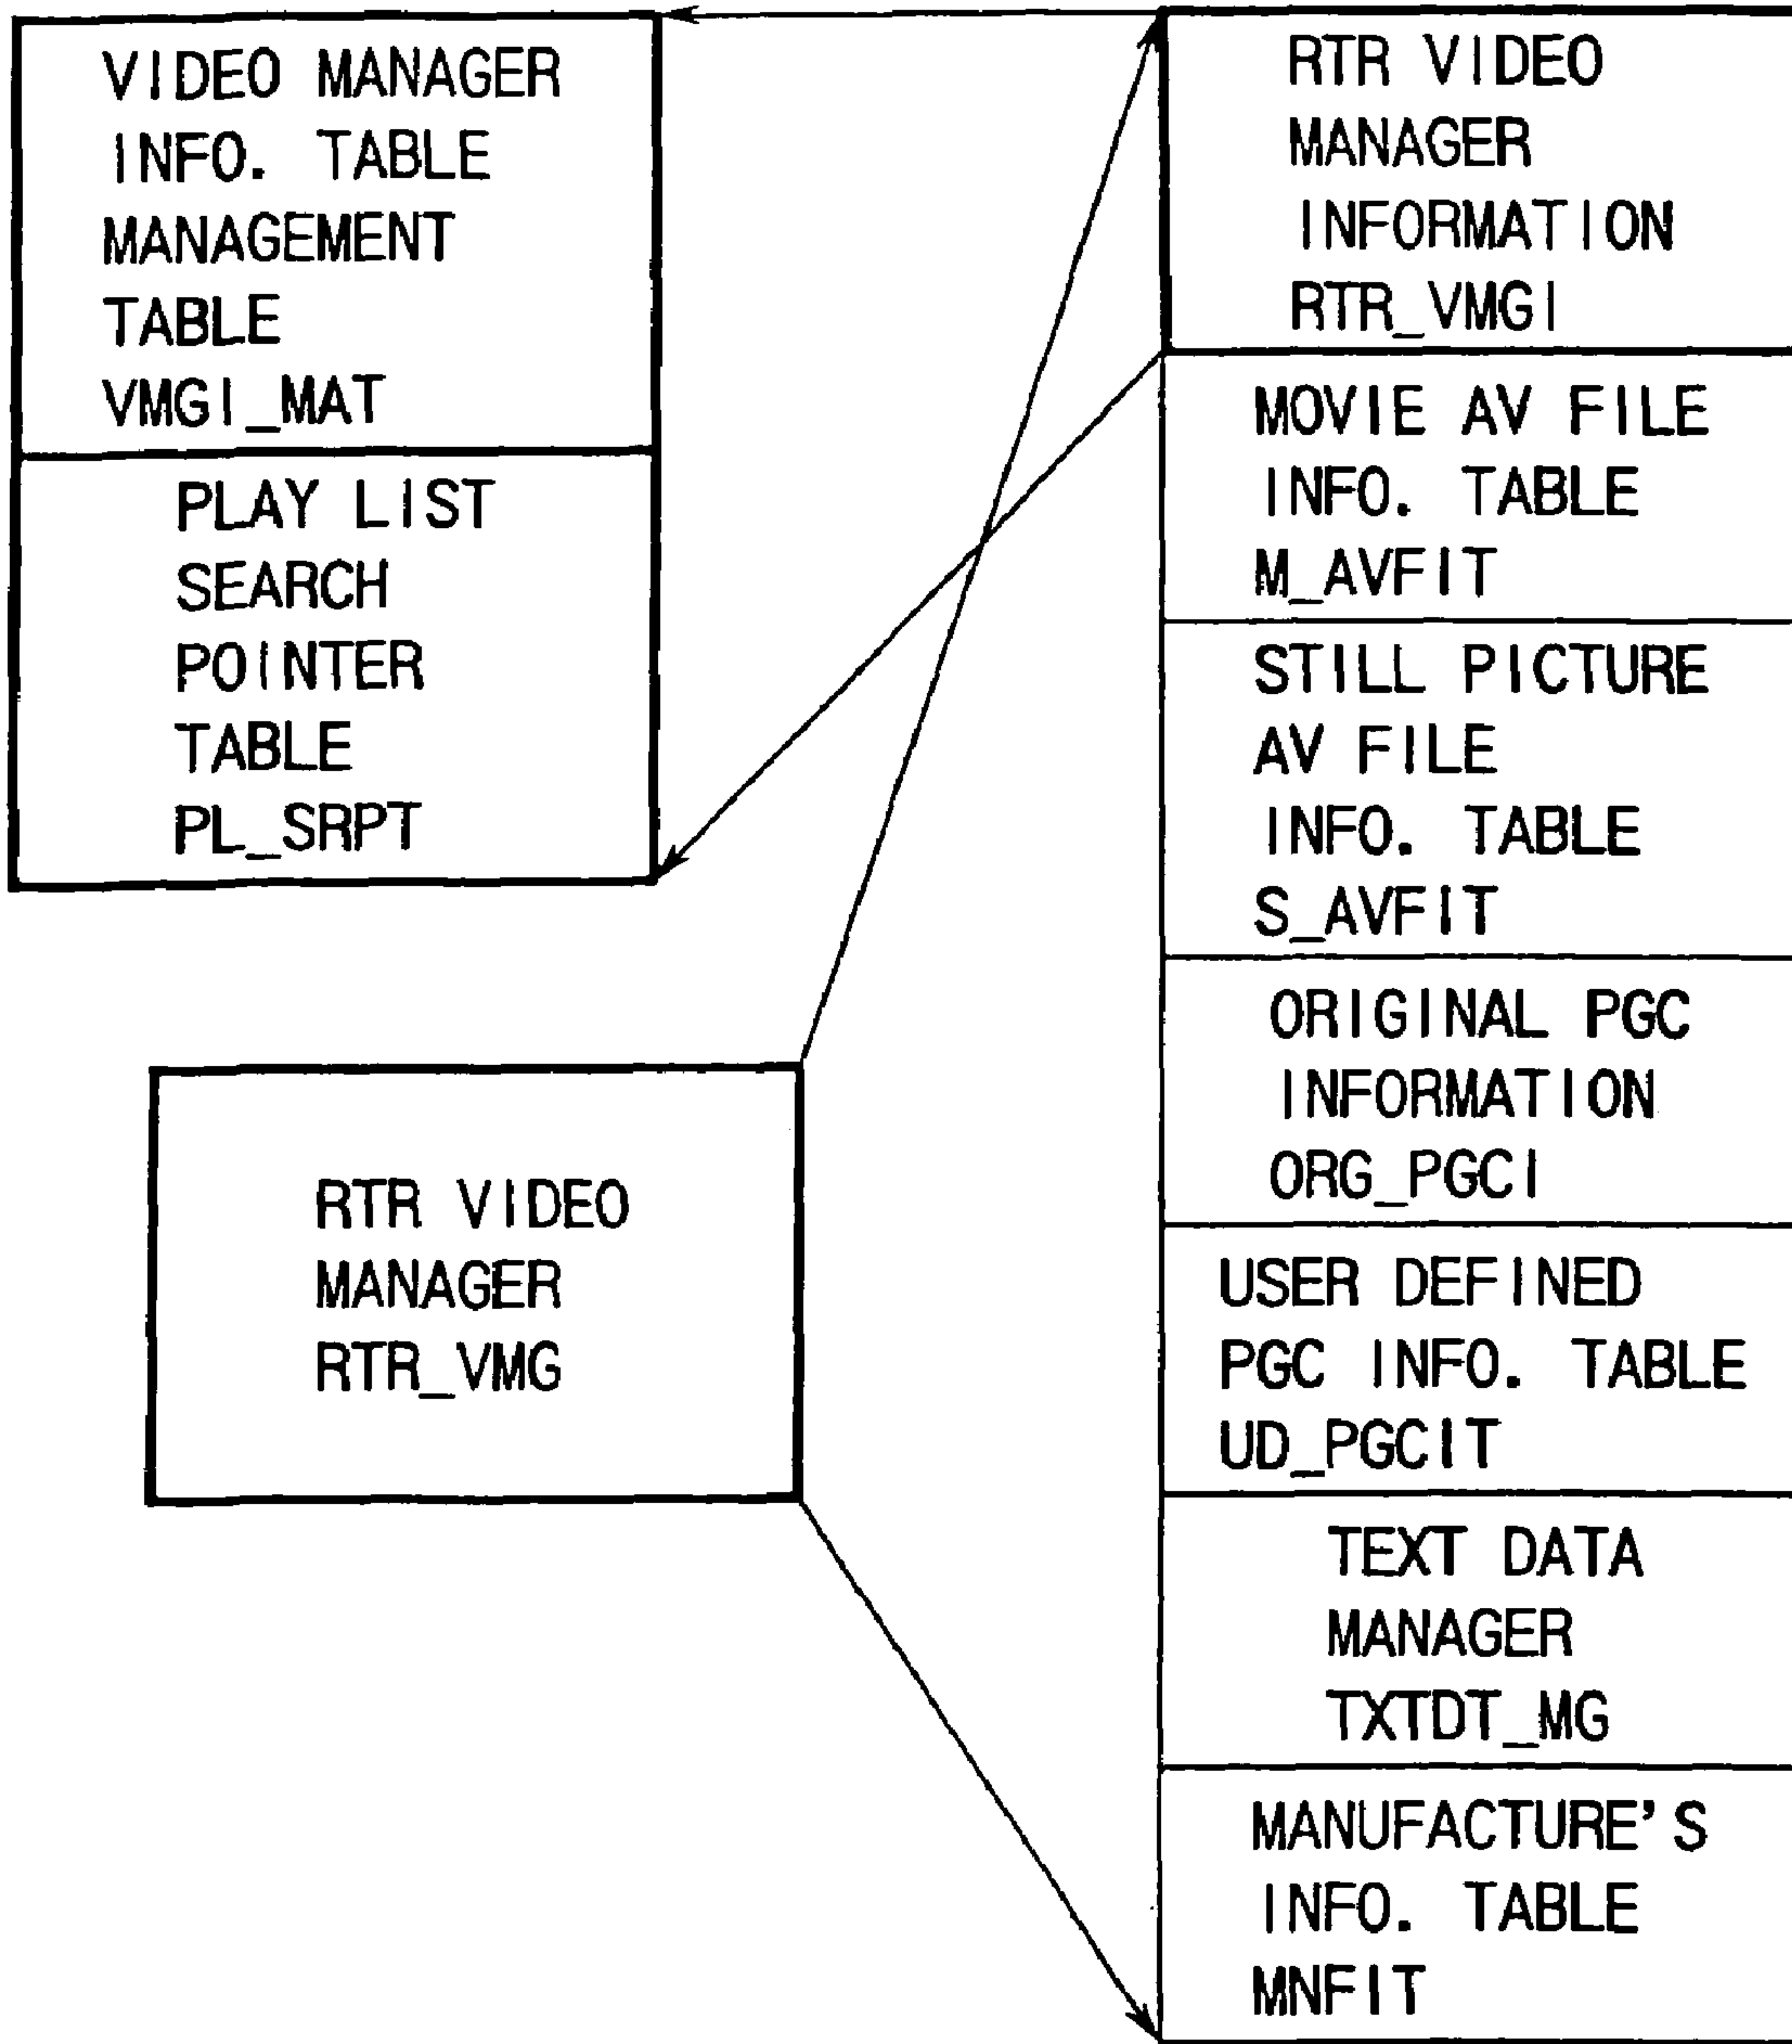 VIDEO MANAGER
INFO. TABLE
MANAGEMENT
TABLE
VMGI_MAT
PLAY LIST
SEARCH
POINTER
TABLE
PL_SRPT
RTR VIDEO
MANAGER
RTR_VMG
RTR VIDEO
MANAGER
INFORMATION
RTR_VMGI
MOVIE AV FILE
INFO. TABLE
M_AVFIT
STILL PICTURE
AV FILE
INFO. TABLE
S_AVFIT
ORIGINAL PGC
INFORMATION
ORG_PGCI
USER DEFINED
PGC INFO. TABLE
UD_PGCIT
TEXT DATA
MANAGER
TXTDT_MG
MANUFACTURE'S
INFO. TABLE
MNFIT